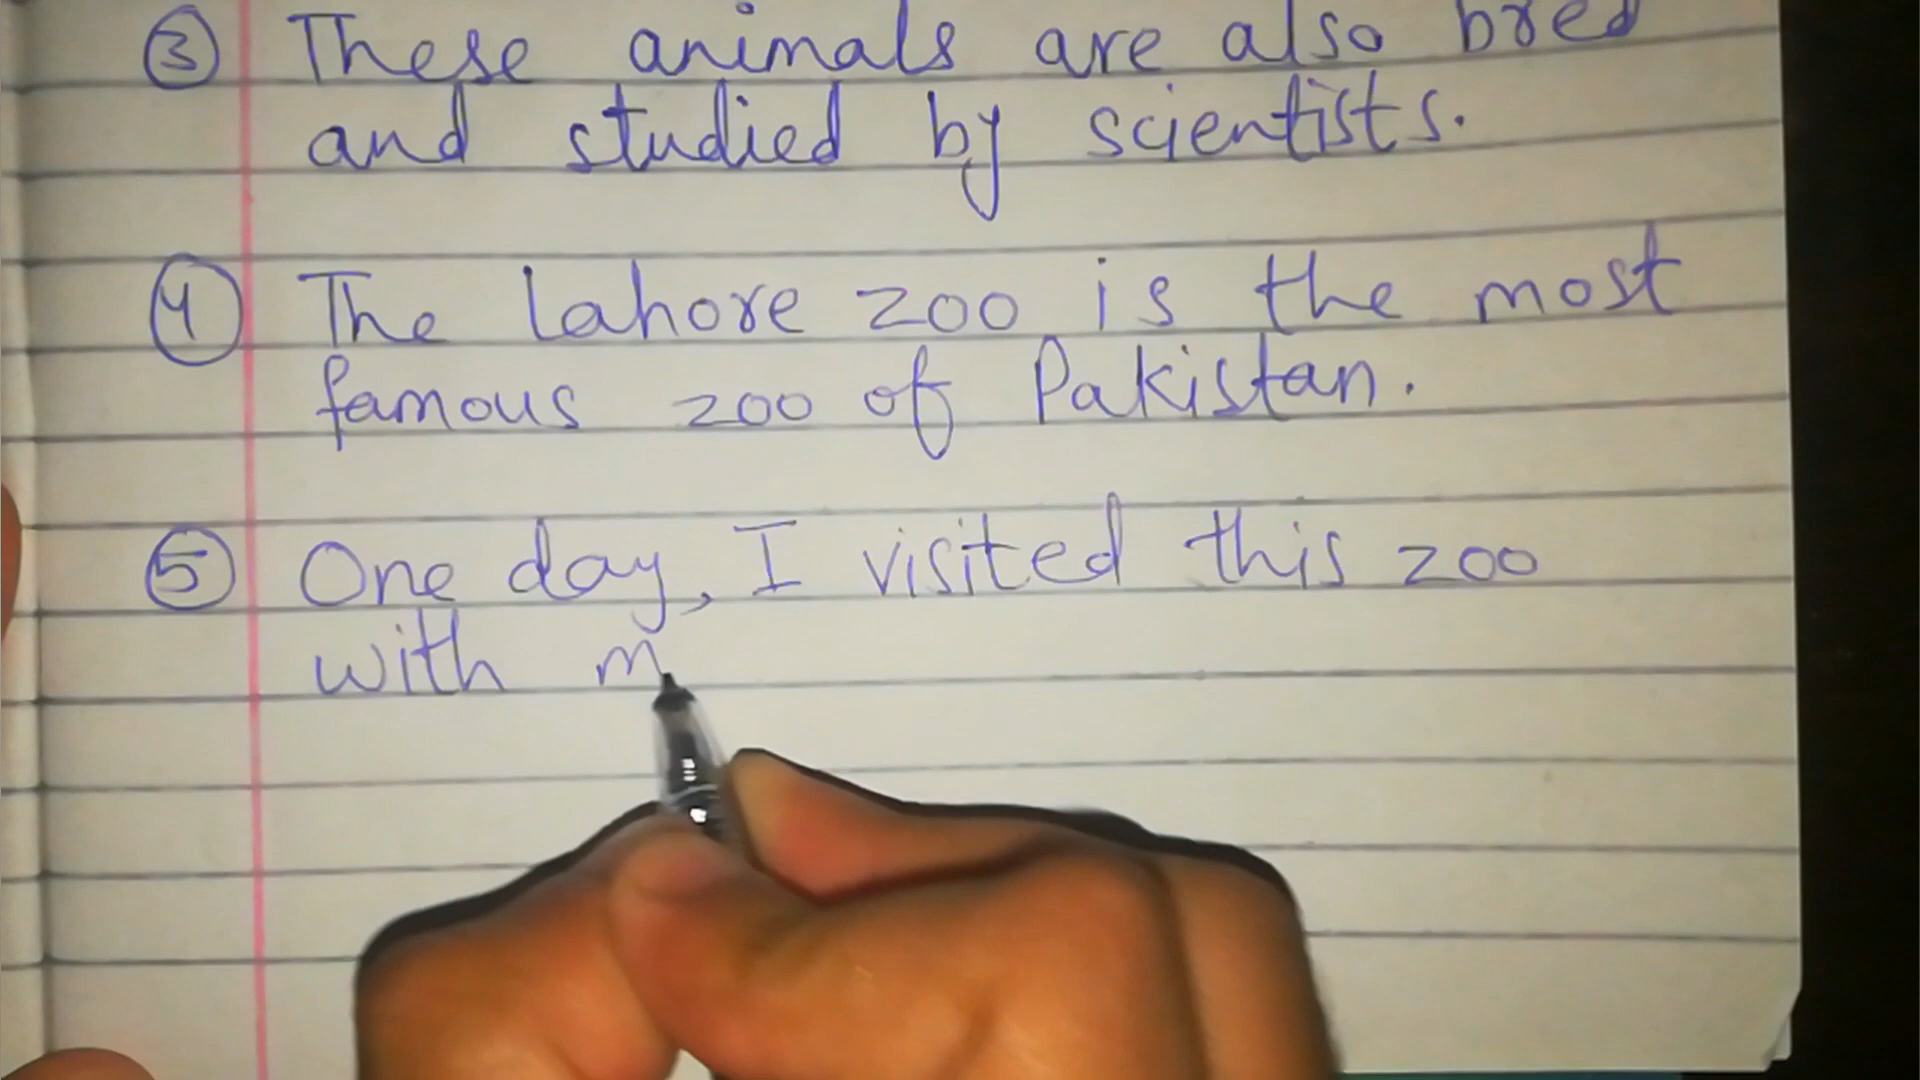 ③ These animals are also bred
and studied by scientists.
④ The Lahore zoo is the most
famous zoo of Pakistan.
⑤ One day, I visited this zoo
with m